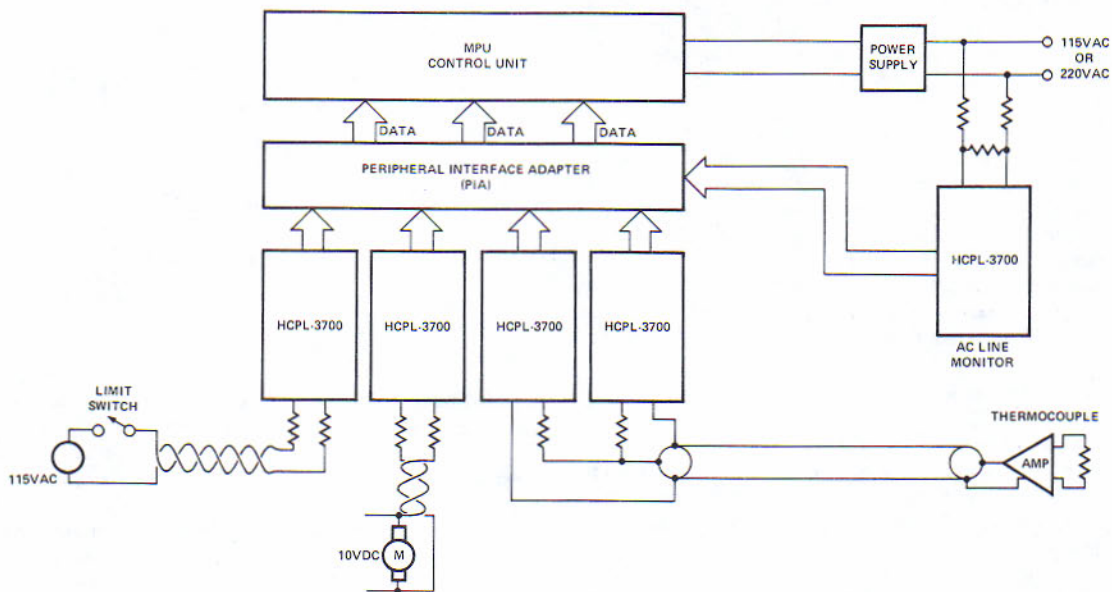 MPU
CONTROL UNIT
POWER
SUPPLY
115VAC
OR
220VAC
DATA
DATA
DATA
PERIPHERAL INTERFACE ADAPTER
(PIA)
HCPL-3700
HCPL-3700
HCPL-3700
HCPL-3700
HCPL-3700
AC LINE
MONITOR
LIMIT
SWITCH
115VAC
10VDC
M
THERMOCOUPLE
AMP